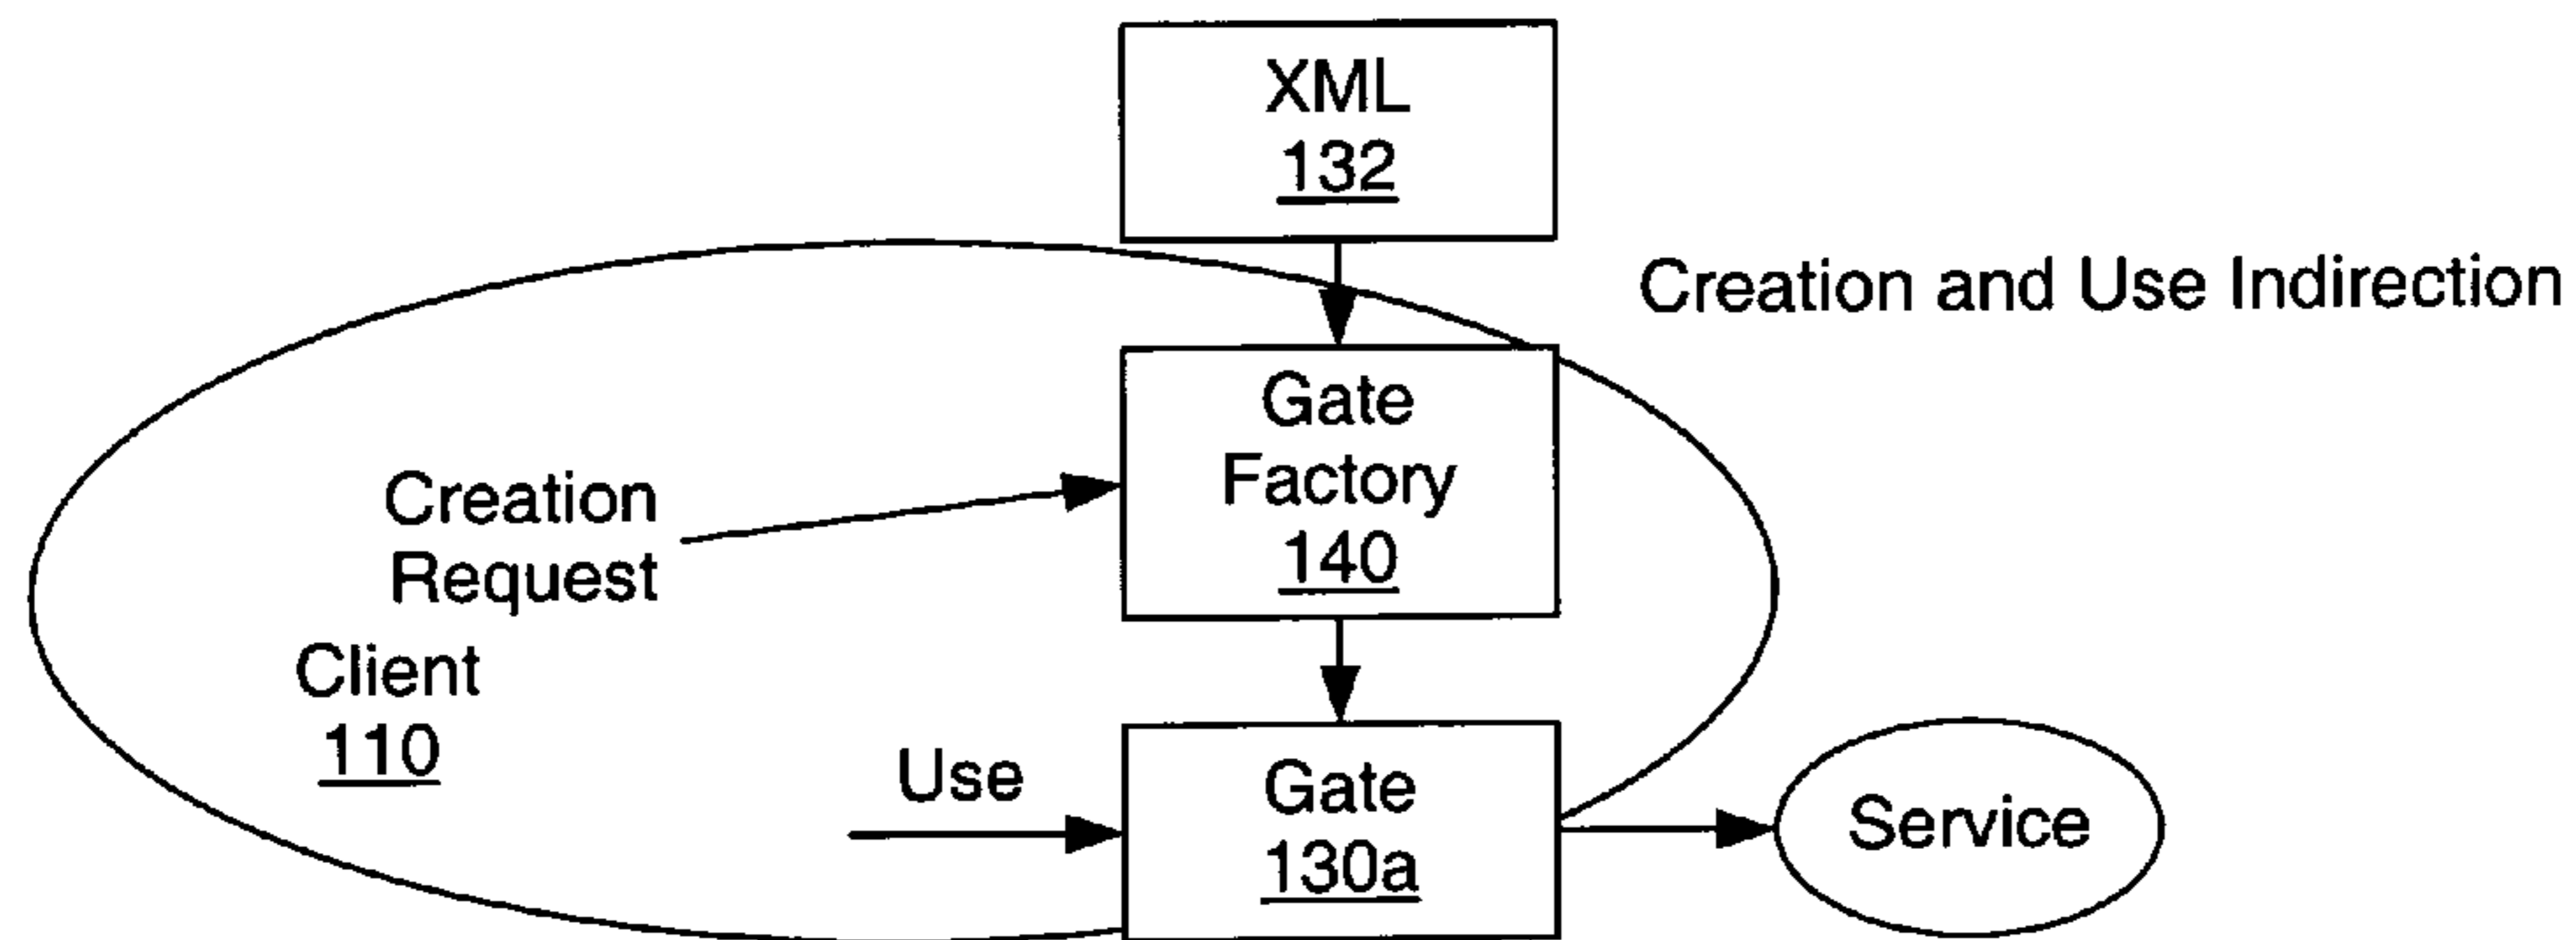 XML
132
Creation and Use Indirection
Gate
Factory
140
Creation
Request
Client
110
Use
Gate
130a
Service